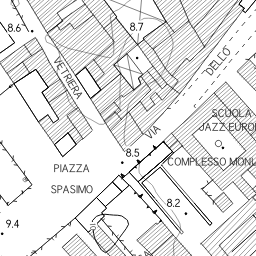 8.6
8.7
VETRIERA
DELLO
SCUOLA
JAZZ EUROP
VIA
8.5
COMPLESSO MONU
PIAZZA
SPASIMO
8.2
9.4